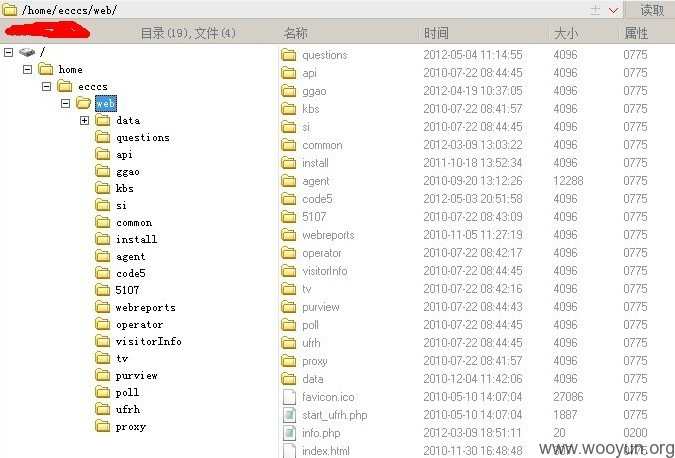 /home/ecccs/web/ 读取
目录(19),文件(4) 名称 时间 大小 属性
/
home
ecccs
web
data
questions
api
ggao
kbs
si
common
install
agent
code5
5107
webreports
operator
visitorInfo
tv
purview
poll
ufrh
proxy
questions 2012-05-04 11:14:55 4096 0775
api 2010-07-22 08:44:45 4096 0775
ggao 2012-04-19 10:37:05 4096 0775
kbs 2010-07-22 08:41:57 4096 0775
si 2010-07-22 08:44:45 4096 0775
common 2012-03-09 13:03:22 4096 0775
install 2011-10-18 13:52:34 4096 0775
agent 2010-09-20 13:12:26 12288 0775
code5 2012-05-03 20:51:58 4096 0775
5107 2010-07-22 08:43:09 4096 0775
webreports 2010-11-05 11:27:19 4096 0775
operator 2010-07-22 08:42:17 4096 0775
visitorInfo 2010-07-22 08:44:45 4096 0775
tv 2010-07-22 08:42:16 4096 0775
purview 2010-07-22 08:44:43 4096 0775
poll 2010-07-22 08:44:45 4096 0775
ufrh 2010-07-22 08:44:45 4096 0775
proxy 2010-07-22 08:41:57 4096 0775
data 2010-12-04 11:42:06 4096 0775
favicon.ico 2010-05-10 14:07:04 27086 0775
start_ufrh.php 2010-05-10 14:07:04 1887 0775
info.php 2012-03-09 18:51:11 20 0200
index.html 2010-11-30 16:48:48 0775
www.wooyun.org